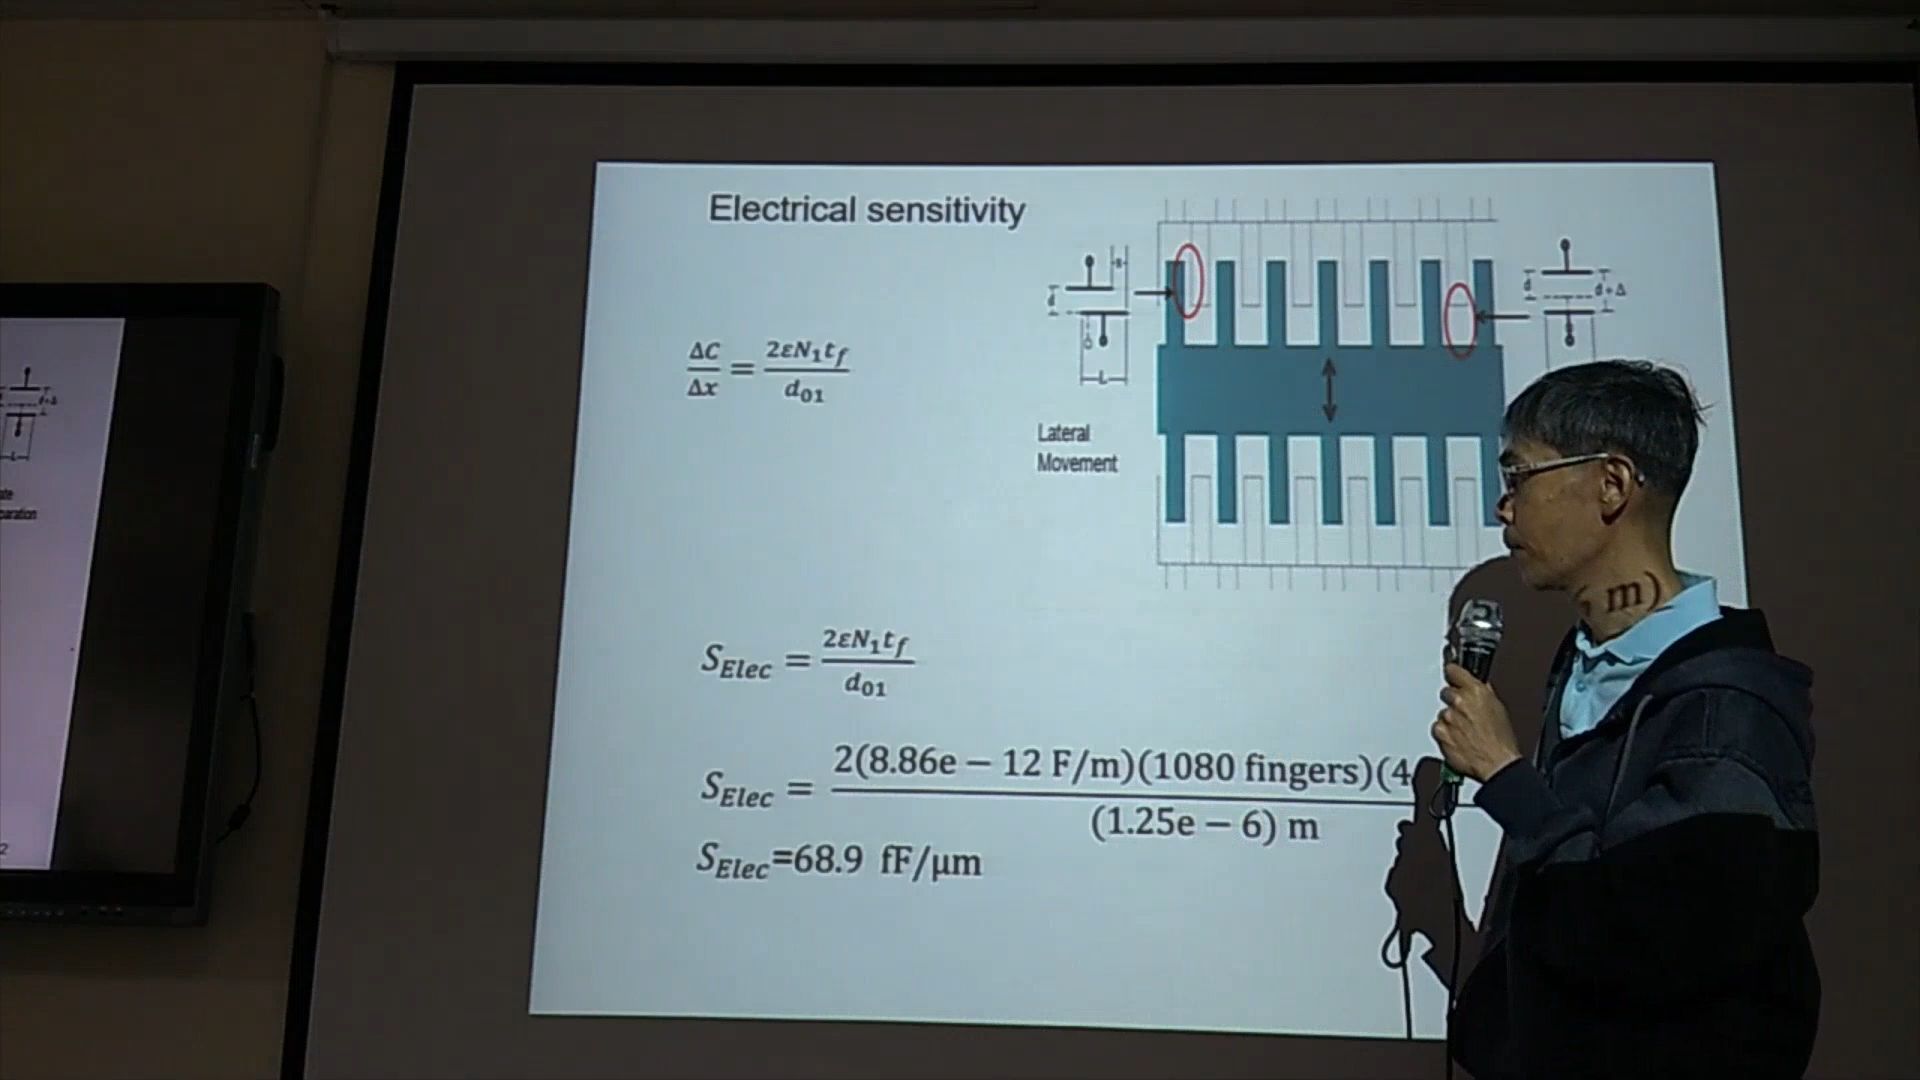 Electrical sensitivity
d
d
d+Δ
ΔC/Δx = 2εN₁t_f/d₀₁
L
Lateral
Movement
S_Elec = 2εN₁t_f/d₀₁
m)
S_Elec = 2(8.86e − 12 F/m)(1080 fingers)(4
(1.25e − 6) m
S_Elec=68.9 fF/μm
2